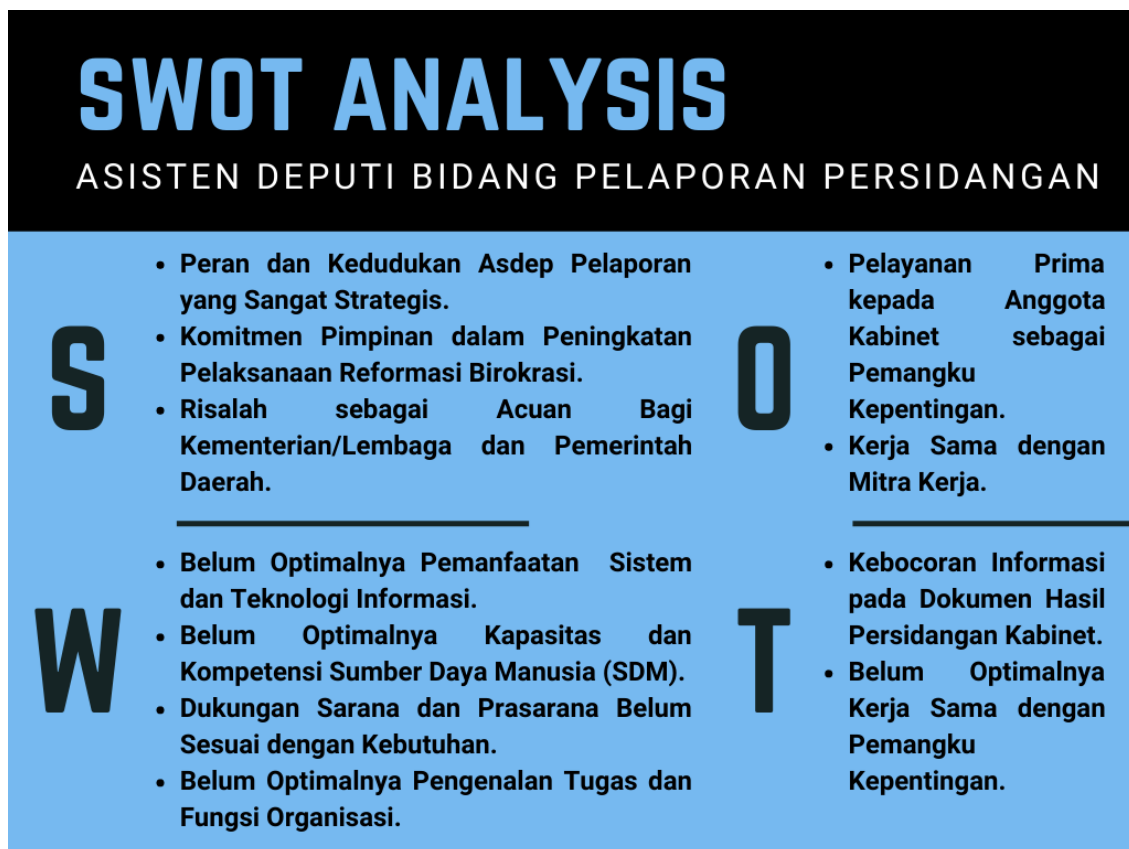 SWOT ANALYSIS
ASISTEN DEPUTI BIDANG PELAPORAN PERSIDANGAN
S
• Peran dan Kedudukan Asdep Pelaporan
yang Sangat Strategis.
• Komitmen Pimpinan dalam Peningkatan
Pelaksanaan Reformasi Birokrasi.
• Risalah sebagai Acuan Bagi
Kementerian/Lembaga dan Pemerintah
Daerah.
O
• Pelayanan Prima
kepada Anggota
Kabinet sebagai
Pemangku
Kepentingan.
• Kerja Sama dengan
Mitra Kerja.
W
• Belum Optimalnya Pemanfaatan Sistem
dan Teknologi Informasi.
• Belum Optimalnya Kapasitas dan
Kompetensi Sumber Daya Manusia (SDM).
• Dukungan Sarana dan Prasarana Belum
Sesuai dengan Kebutuhan.
• Belum Optimalnya Pengenalan Tugas dan
Fungsi Organisasi.
T
• Kebocoran Informasi
pada Dokumen Hasil
Persidangan Kabinet.
• Belum Optimalnya
Kerja Sama dengan
Pemangku
Kepentingan.